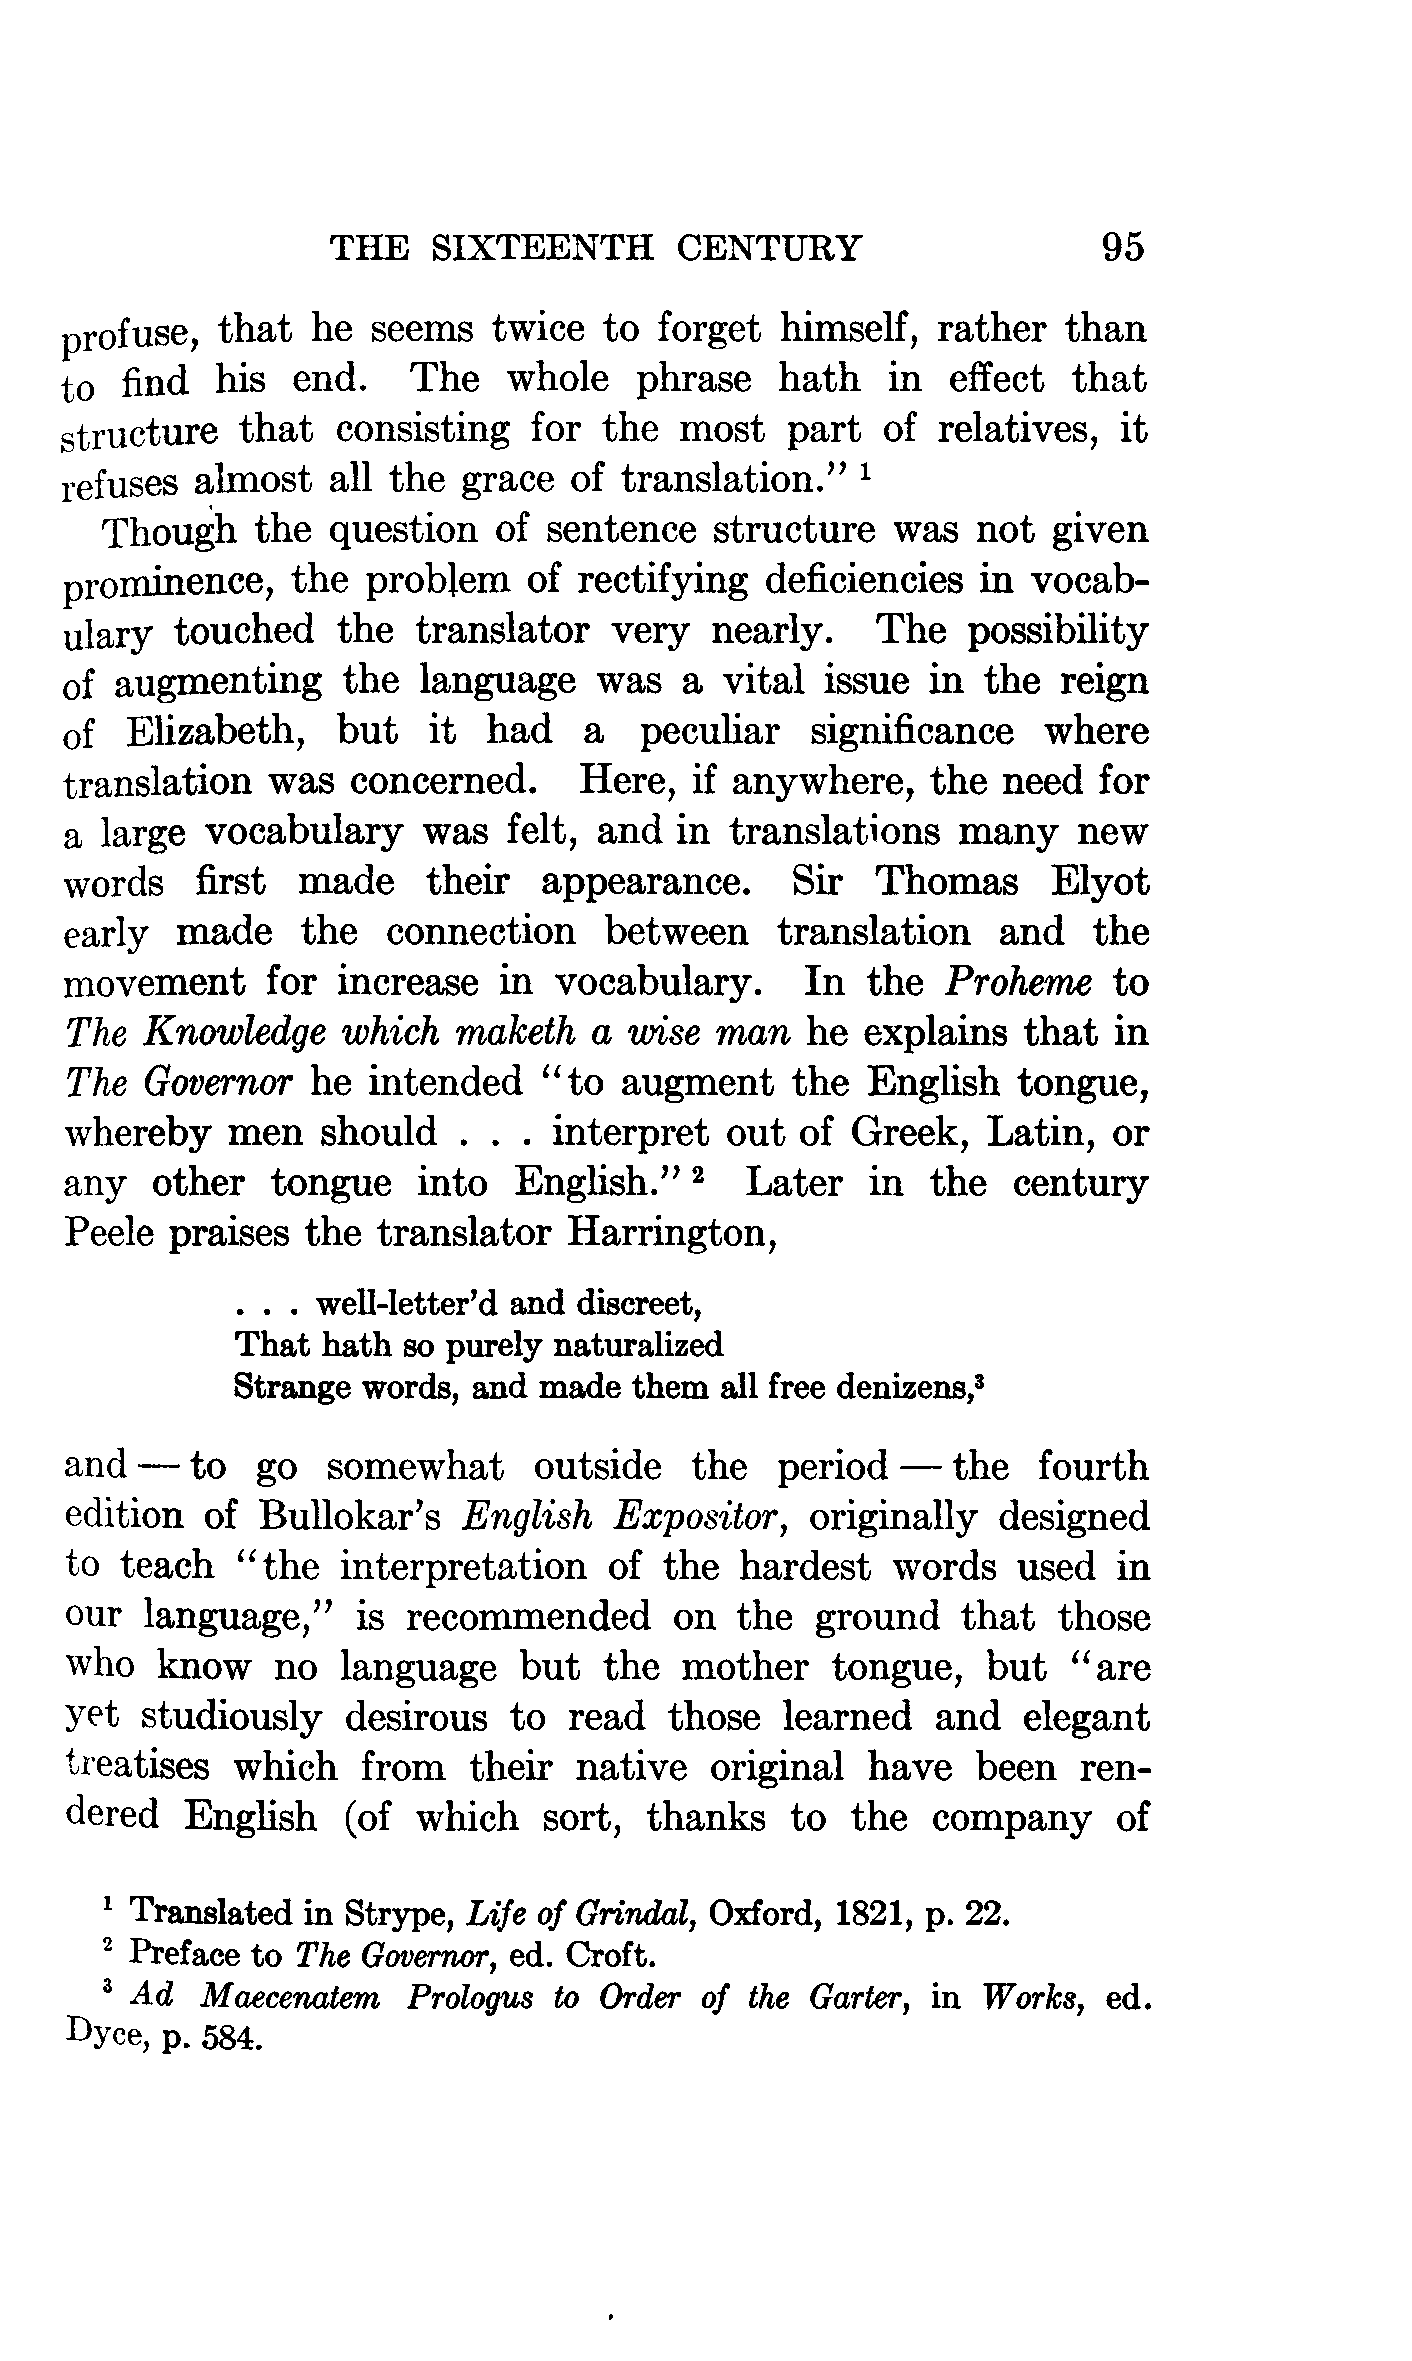 THE SIXTEENTH CENTURY 95
profuse, that he seems twice to forget himself, rather than
to find his end. The whole phrase hath in effect that
structure that consisting for the most part of relatives, it
refuses almost all the grace of translation.” ¹
Though the question of sentence structure was not given
prominence, the problem of rectifying deficiencies in vocab-
ulary touched the translator very nearly. The possibility
of augmenting the language was a vital issue in the reign
of Elizabeth, but it had a peculiar significance where
translation was concerned. Here, if anywhere, the need for
a large vocabulary was felt, and in translations many new
words first made their appearance. Sir Thomas Elyot
early made the connection between translation and the
movement for increase in vocabulary. In the Proheme to
The Knowledge which maketh a wise man he explains that in
The Governor he intended “to augment the English tongue,
whereby men should . . . interpret out of Greek, Latin, or
any other tongue into English.” ² Later in the century
Peele praises the translator Harrington,
. . . well-letter’d and discreet,
That hath so purely naturalized
Strange words, and made them all free denizens,³
and — to go somewhat outside the period — the fourth
edition of Bullokar’s English Expositor, originally designed
to teach “the interpretation of the hardest words used in
our language,” is recommended on the ground that those
who know no language but the mother tongue, but “are
yet studiously desirous to read those learned and elegant
treatises which from their native original have been ren-
dered English (of which sort, thanks to the company of
¹ Translated in Strype, Life of Grindal, Oxford, 1821, p. 22.
² Preface to The Governor, ed. Croft.
³ Ad Maecenatem Prologus to Order of the Garter, in Works, ed.
Dyce, p. 584.